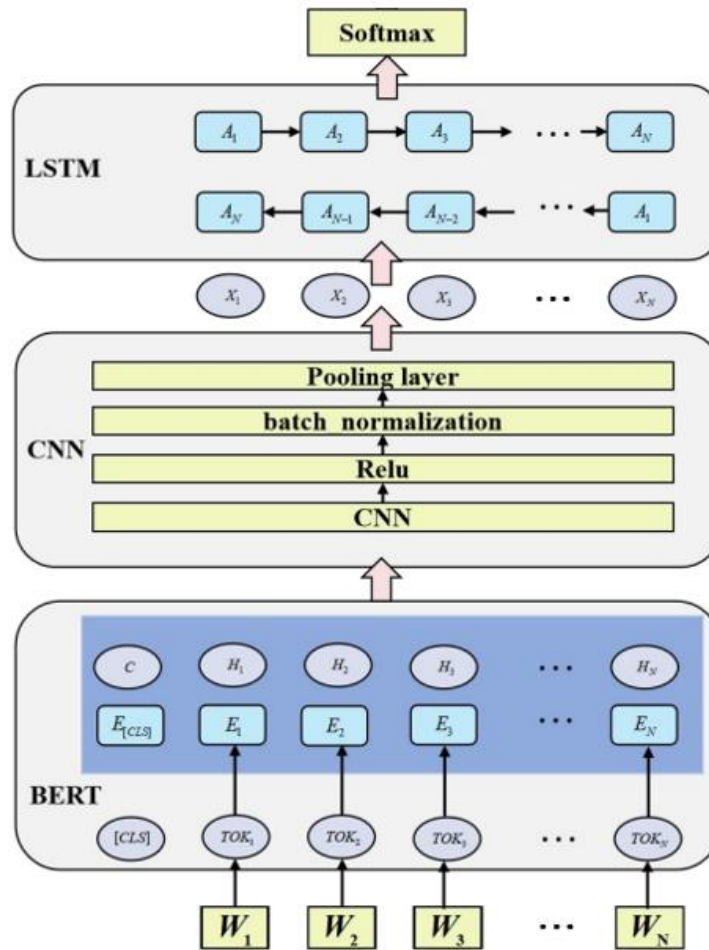 Softmax
A1 A2 A3 ... AN
LSTM
AN AN-1 AN-2 ... A1
X1 X2 X3 ... XN
Pooling layer
batch normalization
CNN
Relu
CNN
C H1 H2 H3 ... HN
E[CLS] E1 E2 E3 ... EN
BERT
[CLS] TOK1 TOK2 TOK3 ... TOKN
W1 W2 W3 ... WN